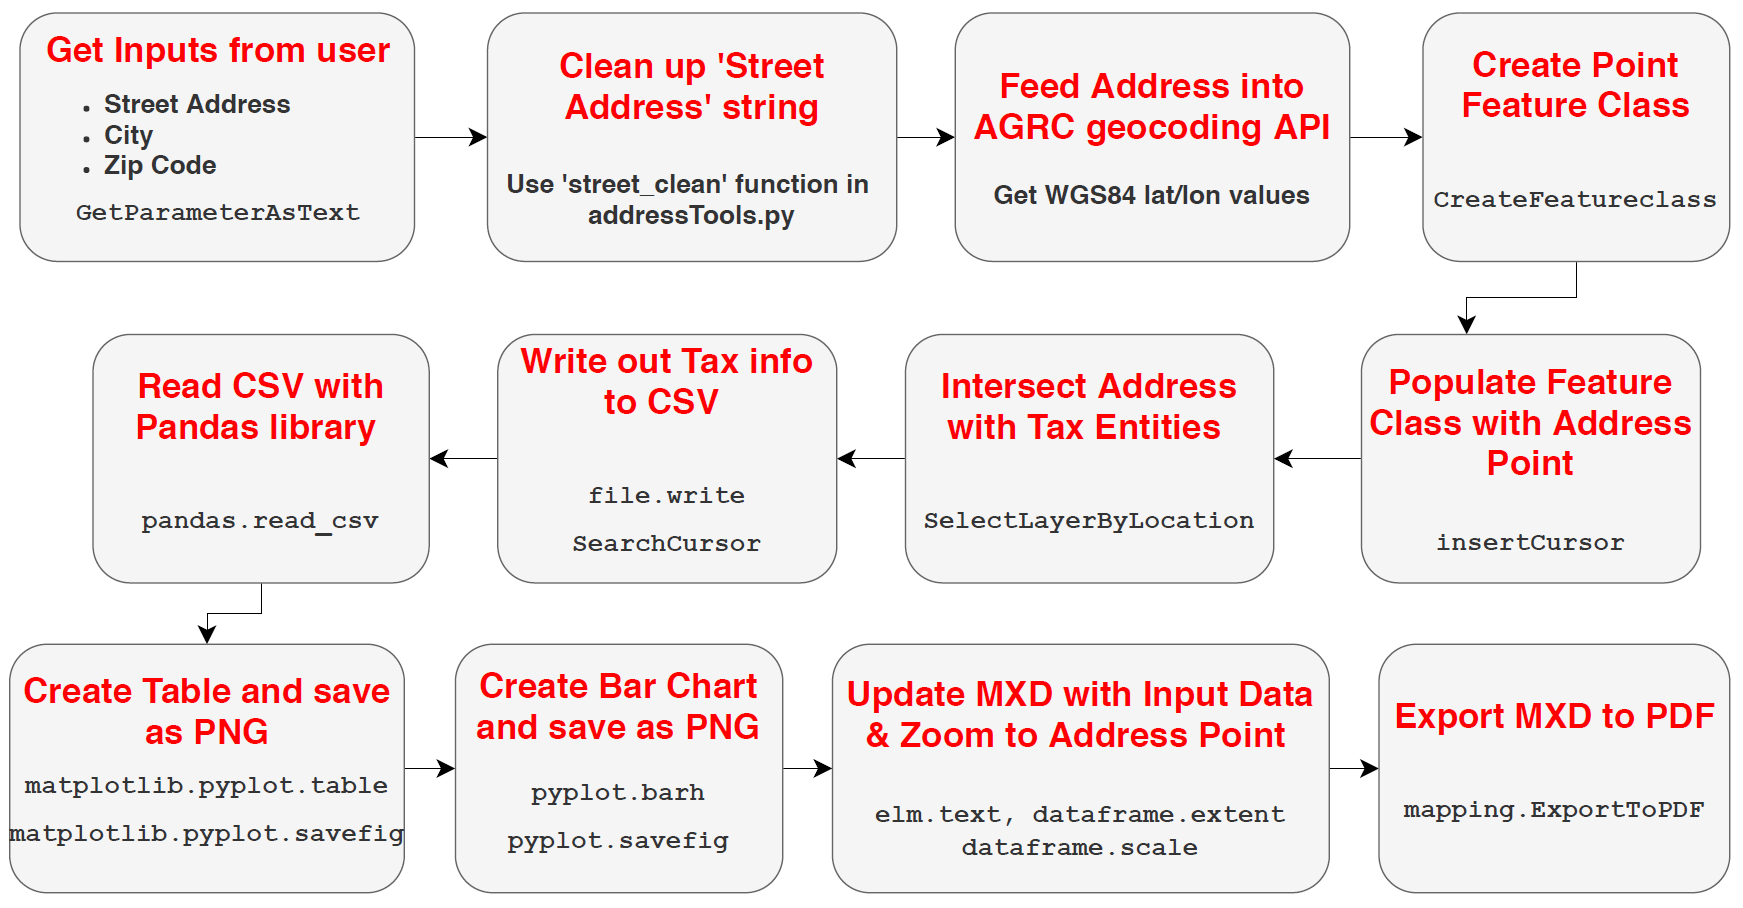 Get Inputs from user
• Street Address
• City
• Zip Code
GetParameterAsText
Clean up 'Street
Address' string
Use 'street_clean' function in
addressTools.py
Feed Address into
AGRC geocoding API
Get WGS84 lat/lon values
Create Point
Feature Class
CreateFeatureclass
Populate Feature
Class with Address
Point
insertCursor
Intersect Address
with Tax Entities
SelectLayerByLocation
Write out Tax info
to CSV
file.write
SearchCursor
Read CSV with
Pandas library
pandas.read_csv
Create Table and save
as PNG
matplotlib.pyplot.table
matplotlib.pyplot.savefig
Create Bar Chart
and save as PNG
pyplot.barh
pyplot.savefig
Update MXD with Input Data
& Zoom to Address Point
elm.text, dataframe.extent
dataframe.scale
Export MXD to PDF
mapping.ExportToPDF